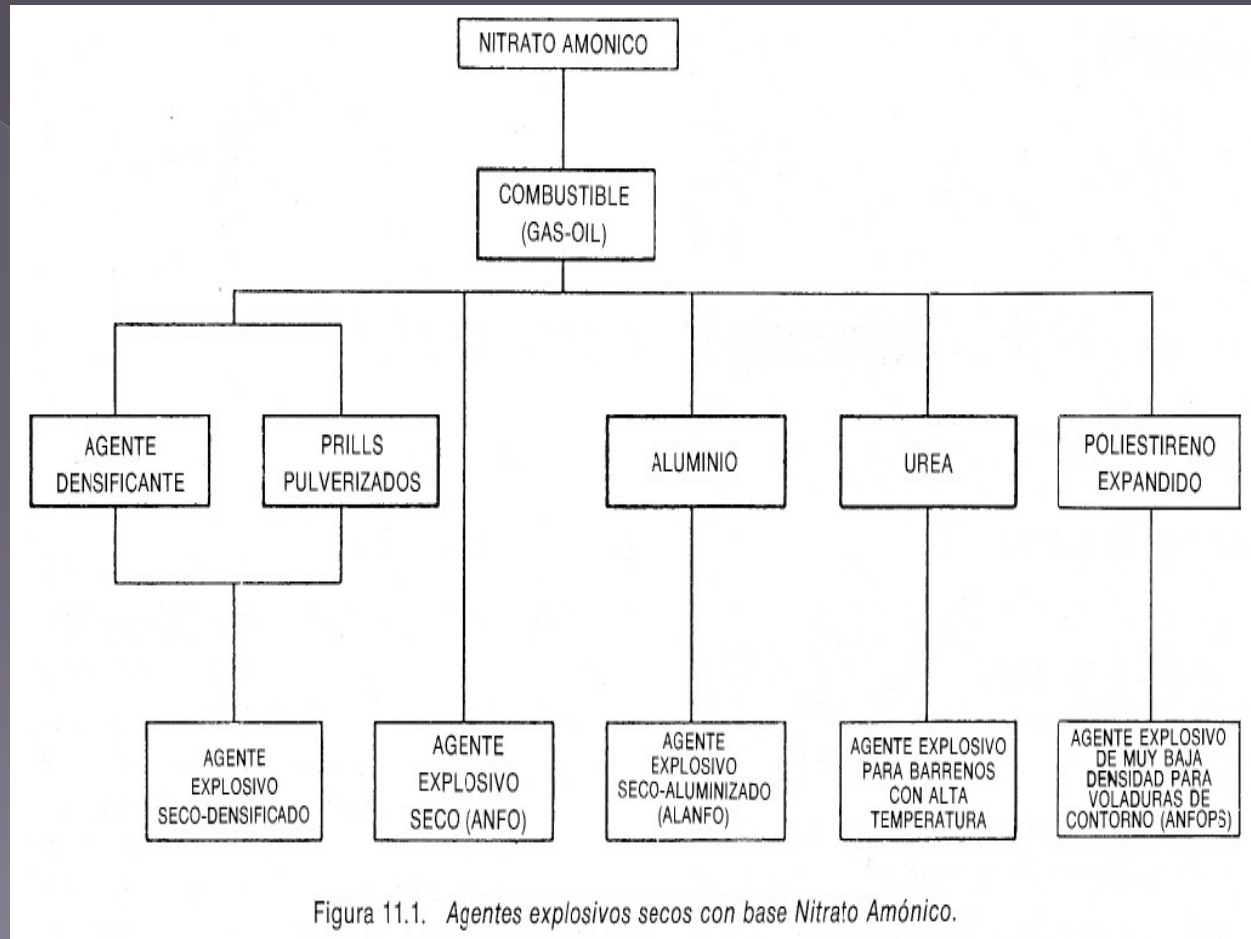 NITRATO AMONICO
COMBUSTIBLE
(GAS-OIL)
AGENTE
DENSIFICANTE
PRILLS
PULVERIZADOS
ALUMINIO
UREA
POLIESTIRENO
EXPANDIDO
AGENTE
EXPLOSIVO
SECO-DENSIFICADO
AGENTE
EXPLOSIVO
SECO (ANFO)
AGENTE
EXPLOSIVO
SECO-ALUMINIZADO
(ALANFO)
AGENTE EXPLOSIVO
PARA BARRENOS
CON ALTA
TEMPERATURA
AGENTE EXPLOSIVO
DE MUY BAJA
DENSIDAD PARA
VOLADURAS DE
CONTORNO (ANFOPS)
Figura 11.1. Agentes explosivos secos con base Nitrato Amónico.